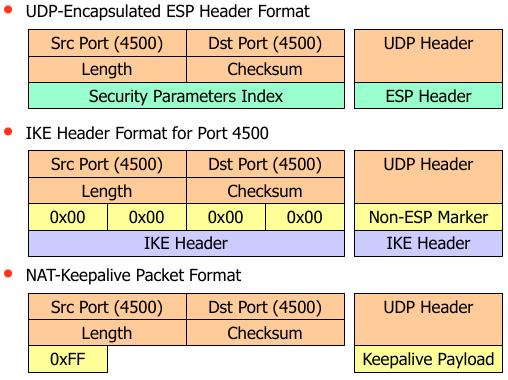 UDP-Encapsulated ESP Header Format
Src Port (4500) Dst Port (4500) UDP Header
Length Checksum
Security Parameters Index ESP Header
IKE Header Format for Port 4500
Src Port (4500) Dst Port (4500) UDP Header
Length Checksum
0x00 0x00 0x00 0x00 Non-ESP Marker
IKE Header IKE Header
NAT-Keepalive Packet Format
Src Port (4500) Dst Port (4500) UDP Header
Length Checksum
0xFF Keepalive Payload